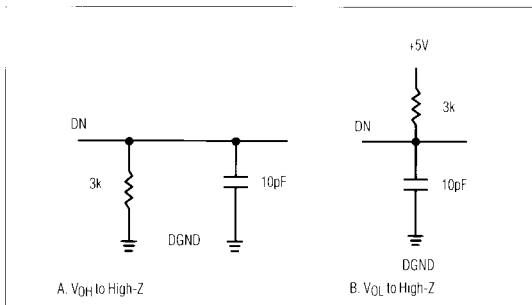 DN
3k
10pF
DGND
A. VOH to High-Z
+5V
3k
DN
10pF
DGND
B. VOL to High-Z